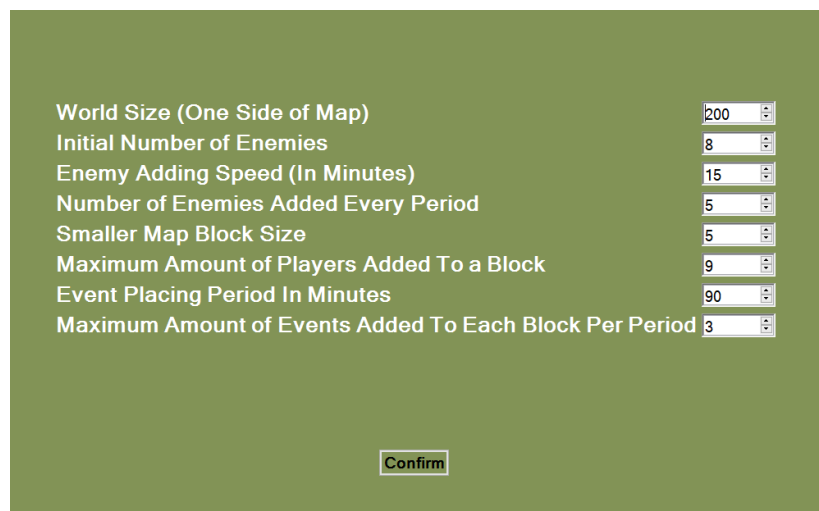 World Size (One Side of Map) 200
Initial Number of Enemies 8
Enemy Adding Speed (In Minutes) 15
Number of Enemies Added Every Period 5
Smaller Map Block Size 5
Maximum Amount of Players Added To a Block 9
Event Placing Period In Minutes 90
Maximum Amount of Events Added To Each Block Per Period 3
Confirm